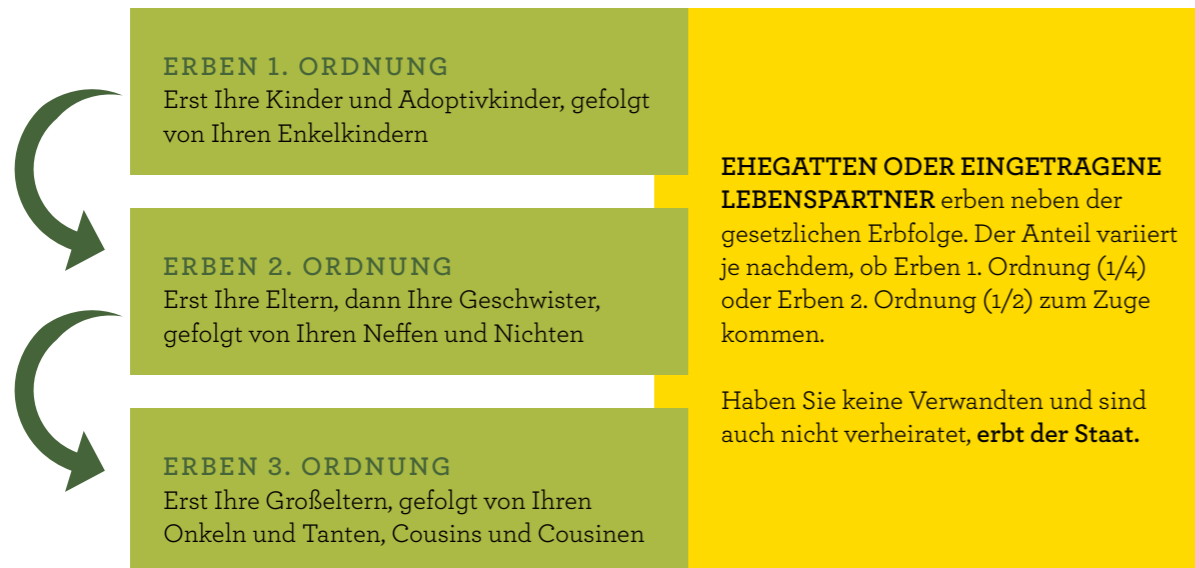 ERBEN 1. ORDNUNG
Erst Ihre Kinder und Adoptivkinder, gefolgt
von Ihren Enkelkindern
ERBEN 2. ORDNUNG
Erst Ihre Eltern, dann Ihre Geschwister,
gefolgt von Ihren Neffen und Nichten
ERBEN 3. ORDNUNG
Erst Ihre Großeltern, gefolgt von Ihren
Onkeln und Tanten, Cousins und Cousinen
EHEGATTEN ODER EINGETRAGENE
LEBENSPARTNER erben neben der
gesetzlichen Erbfolge. Der Anteil variiert
je nachdem, ob Erben 1. Ordnung (1/4)
oder Erben 2. Ordnung (1/2) zum Zuge
kommen.
Haben Sie keine Verwandten und sind
auch nicht verheiratet, erbt der Staat.